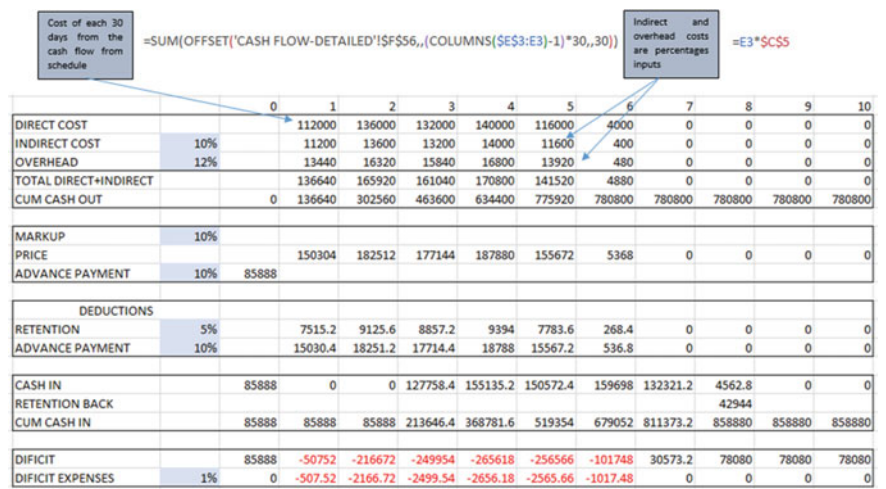 Cost of each 30
days from the
cash flow from
schedule
=SUM(OFFSET('CASH FLOW-DETAILED'!$F$56,,(COLUMNS($E$3:E3)-1)*30,,30))
Indirect and
overhead costs
are percentages
inputs
=E3*$C$5
0 1 2 3 4 5 6 7 8 9 10
DIRECT COST 112000 136000 132000 140000 116000 4000 0 0 0 0
INDIRECT COST 10% 11200 13600 13200 14000 11600 400 0 0 0 0
OVERHEAD 12% 13440 16320 15840 16800 13920 480 0 0 0 0
TOTAL DIRECT+INDIRECT 136640 165920 161040 170800 141520 4880 0 0 0 0
CUM CASH OUT 0 136640 302560 463600 634400 775920 780800 780800 780800 780800 780800
MARKUP 10%
PRICE 150304 182512 177144 187880 155672 5368 0 0 0 0
ADVANCE PAYMENT 10% 85888
DEDUCTIONS
RETENTION 5% 7515.2 9125.6 8857.2 9394 7783.6 268.4 0 0 0 0
ADVANCE PAYMENT 10% 15030.4 18251.2 17714.4 18788 15567.2 536.8 0 0 0 0
CASH IN 85888 0 0 127758.4 155135.2 150572.4 159698 132321.2 4562.8 0 0
RETENTION BACK 42944
CUM CASH IN 85888 85888 85888 213646.4 368781.6 519354 679052 811373.2 858880 858880 858880
DIFICIT 85888 -50752 -216672 -249954 -265618 -256566 -101748 30573.2 78080 78080 78080
DIFICIT EXPENSES 1% 0 -507.52 -2166.72 -2499.54 -2656.18 -2565.66 -1017.48 0 0 0 0